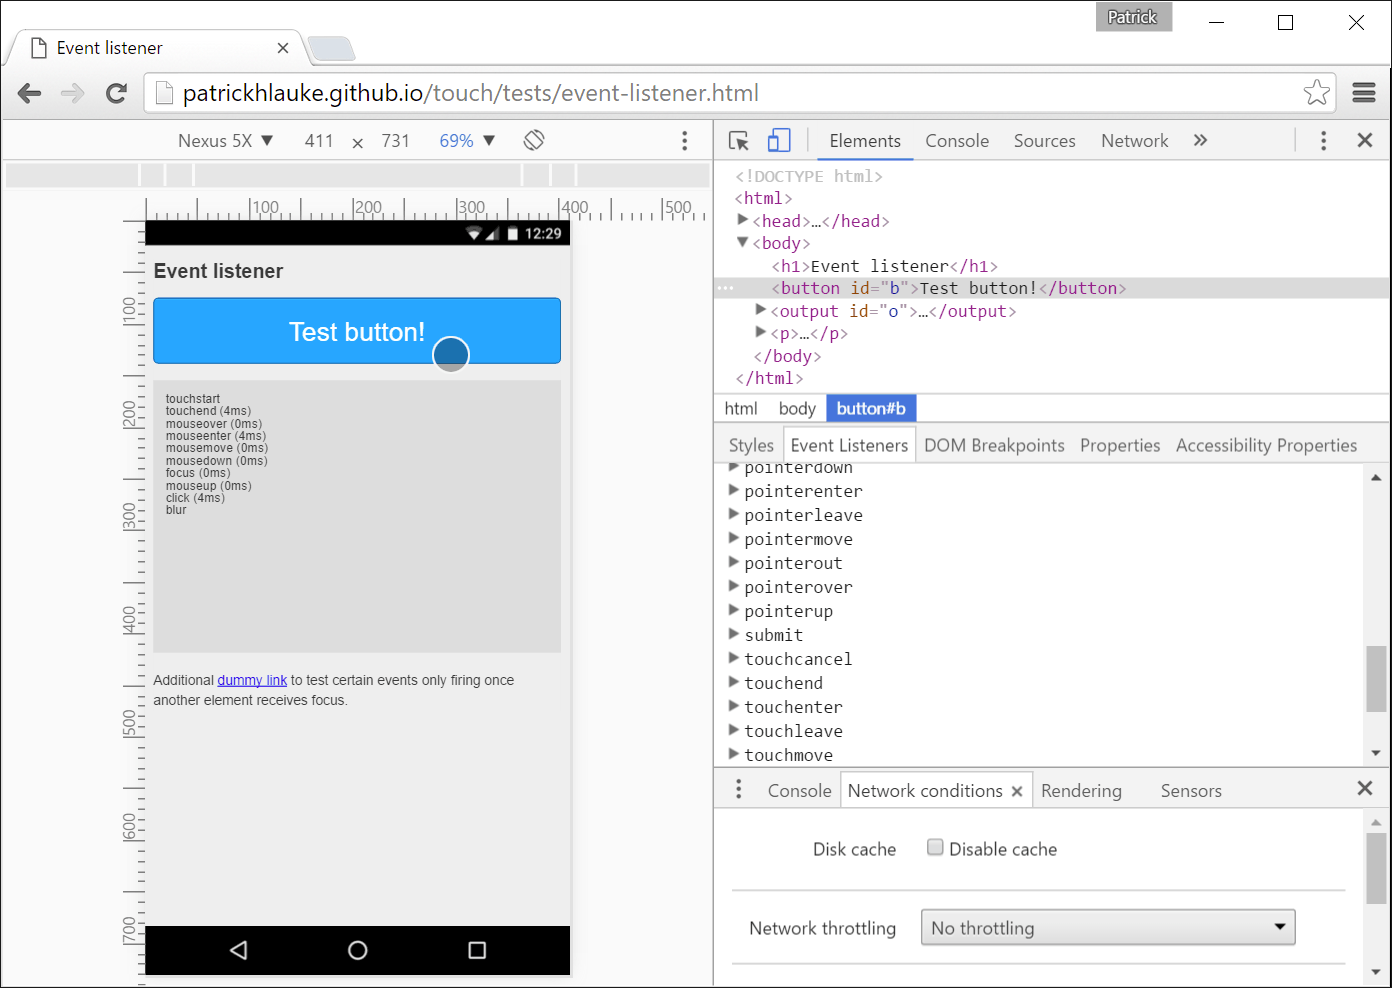 Patrick
Event listener
patrickhlauke.github.io/touch/tests/event-listener.html
Nexus 5X ▼ 411 × 731 69% ▼
100 200 300 400 500
12:29
Event listener
Test button!
touchstart
touchend (4ms)
mouseover (0ms)
mouseenter (4ms)
mousemove (0ms)
mousedown (0ms)
focus (0ms)
mouseup (0ms)
click (4ms)
blur
Additional dummy link to test certain events only firing once
another element receives focus.
100
200
300
400
500
600
700
Elements Console Sources Network »
<!DOCTYPE html>
<html>
<head>…</head>
<body>
<h1>Event listener</h1>
<button id="b">Test button!</button>
<output id="o">…</output>
<p>…</p>
</body>
</html>
html body button#b
Styles Event Listeners DOM Breakpoints Properties Accessibility Properties
pointerdown
pointerenter
pointerleave
pointermove
pointerout
pointerover
pointerup
submit
touchcancel
touchend
touchenter
touchleave
touchmove
Console Network conditions × Rendering Sensors
Disk cache Disable cache
Network throttling No throttling